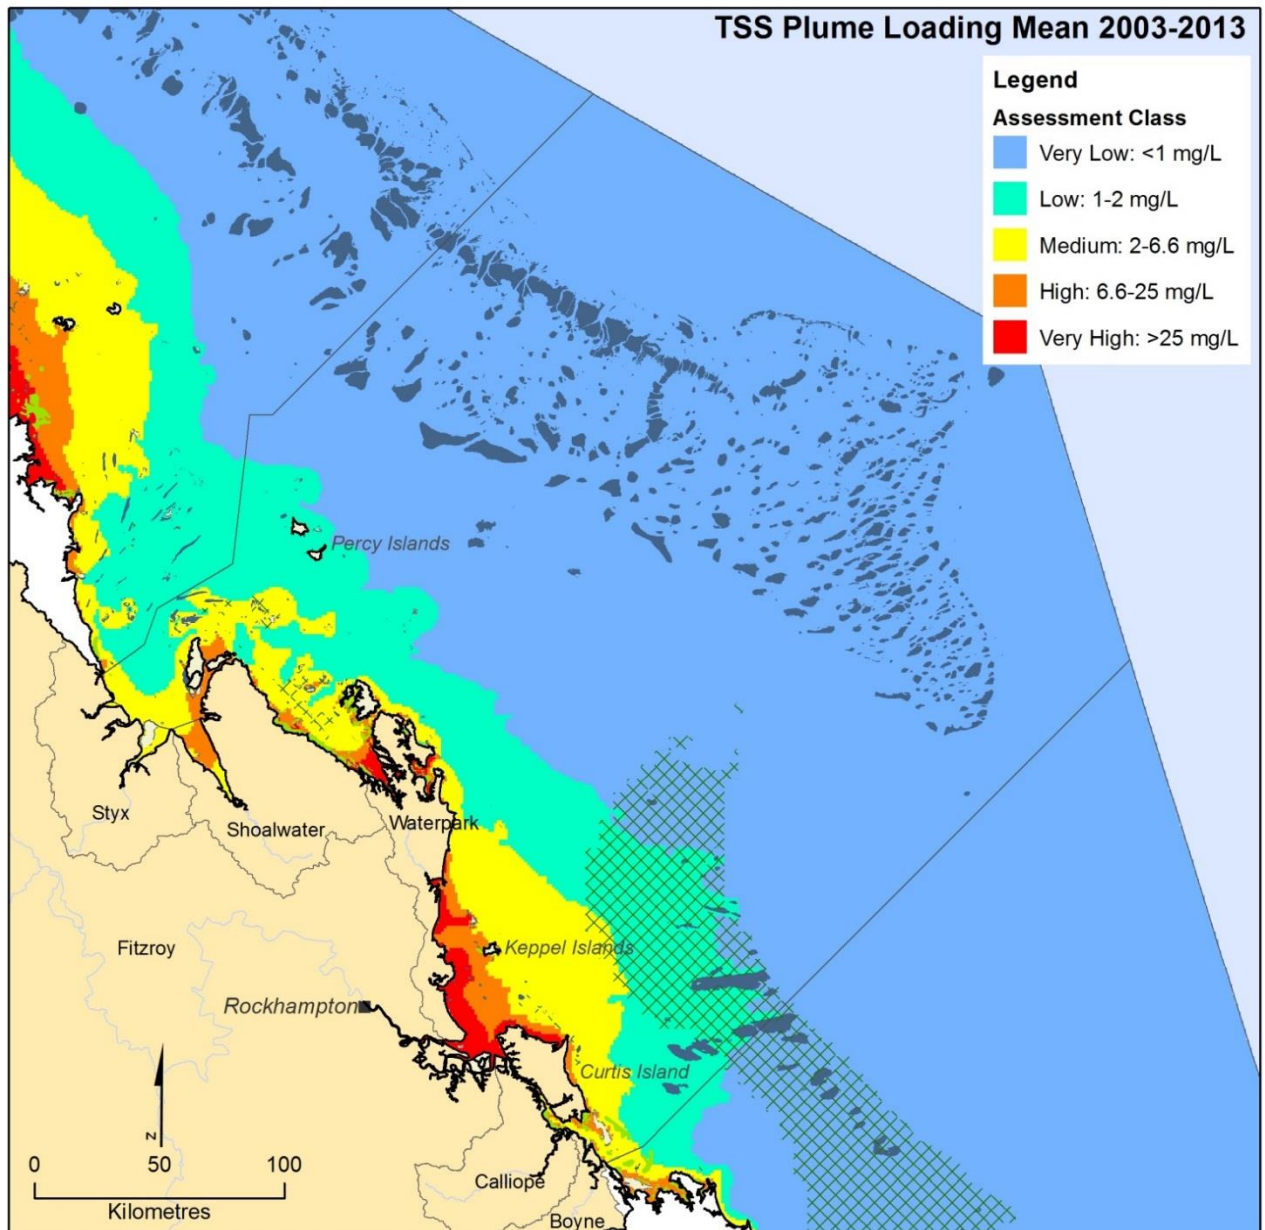 TSS Plume Loading Mean 2003-2013
Legend
Assessment Class
Very Low: <1 mg/L
Low: 1-2 mg/L
Medium: 2-6.6 mg/L
High: 6.6-25 mg/L
Very High: >25 mg/L
Percy Islands
Styx
Shoalwater
Waterpark
Fitzroy
Keppel Islands
Rockhampton
Curtis Island
N
0 50 100
Kilometres
Calliope
Boyne